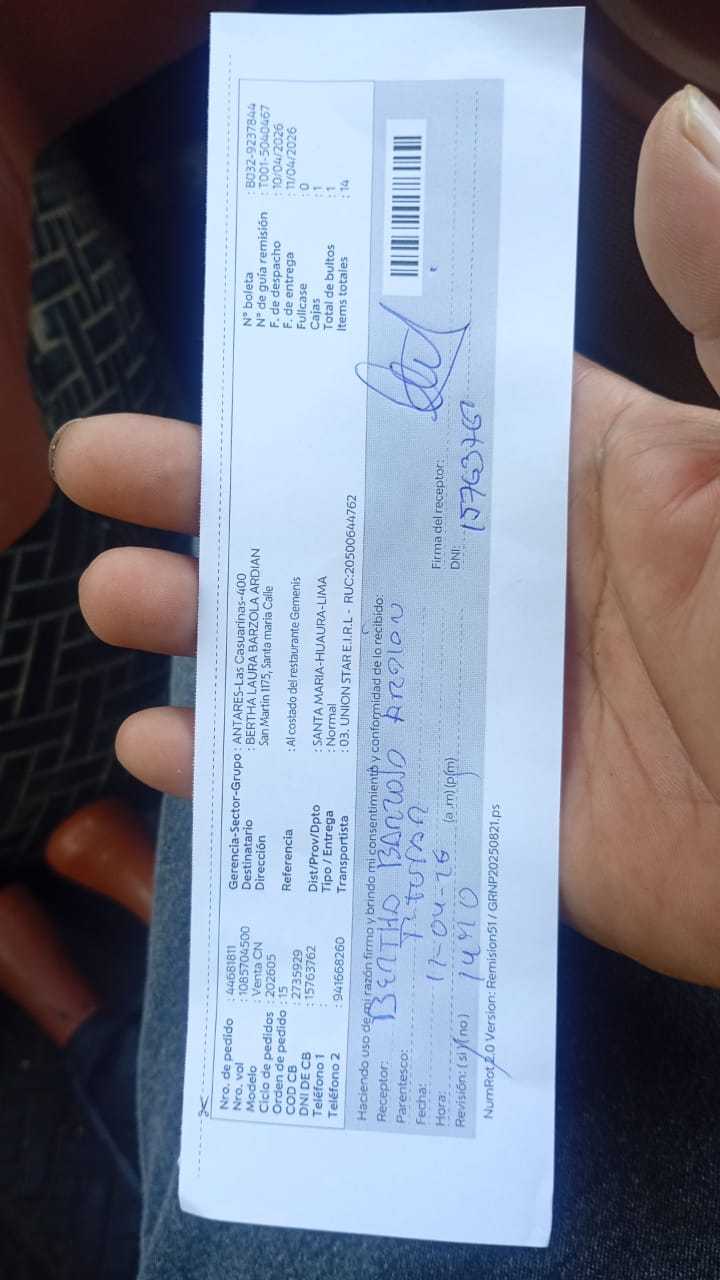 Nro. de pedido : 44681811
Nro. vol : 1085704500
Modelo : Venta CN
Ciclo de pedidos : 202605
Orden de pedido : 15
COD CB : 2735929
DNI DE CB : 15763762
Teléfono 1 :
Teléfono 2 : 941668260
Gerencia-Sector-Grupo : ANTARES-Las Casuarinas-400
Destinatario : BERTHA LAURA BARZOLA ARDIAN
Dirección San Martin 1175, Santa maria Calle
Referencia : Al costado del restaurante Gemenis
Dist/Prov/Dpto : SANTA MARIA-HUAURA-LIMA
Tipo / Entrega : Normal
Transportista : 03. UNION STAR E.I.R.L - RUC:20500644762
N° boleta : B032-9237844
N° de guía remisión : T001-5040467
F. de despacho : 10/04/2026
F. de entrega : 11/04/2026
Fullcase : 0
Cajas : 1
Total de bultos : 1
Items totales : 14
Haciendo uso de mi razón firmo y brindo mi consentimiento y conformidad de lo recibido:
Receptor: Bertha Barzola Ardian
Parentesco: Titular
Fecha: 11-04-26
Hora: 14410 (a .m) (p(m)
Revisión: ( si)/(no)
Firma del receptor:
DNI: 15763762
NumRot 2.0 Version: Remision51 / GRNP20250821.ps